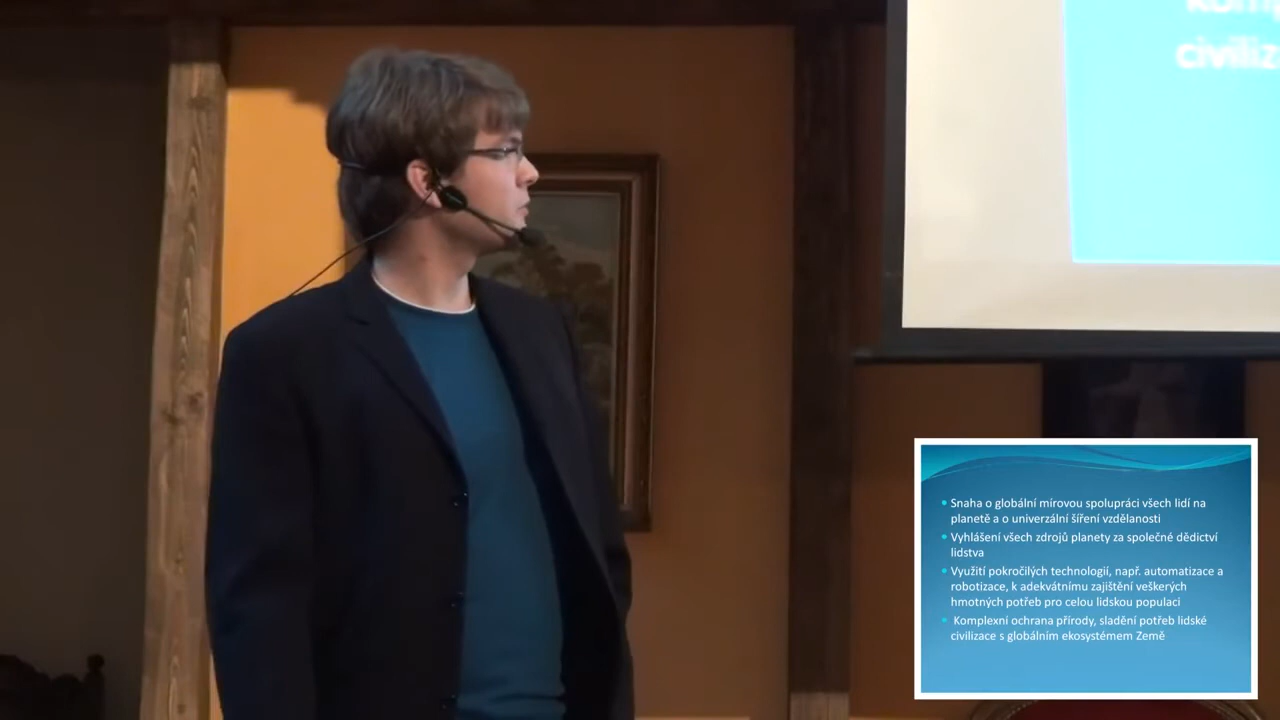 civiliz
Snaha o globální mírovou spolupráci všech lidí na
planetě a o univerzální šíření vzdělanosti
Vyhlášení všech zdrojů planety za společné dědictví
lidstva
Využití pokročilých technologií, např. automatizace a
robotizace, k adekvátnímu zajištění veškerých
hmotných potřeb pro celou lidskou populaci
Komplexni ochrana přírody, sladění potřeb lidské
civilizace s globálním ekosystémem Země